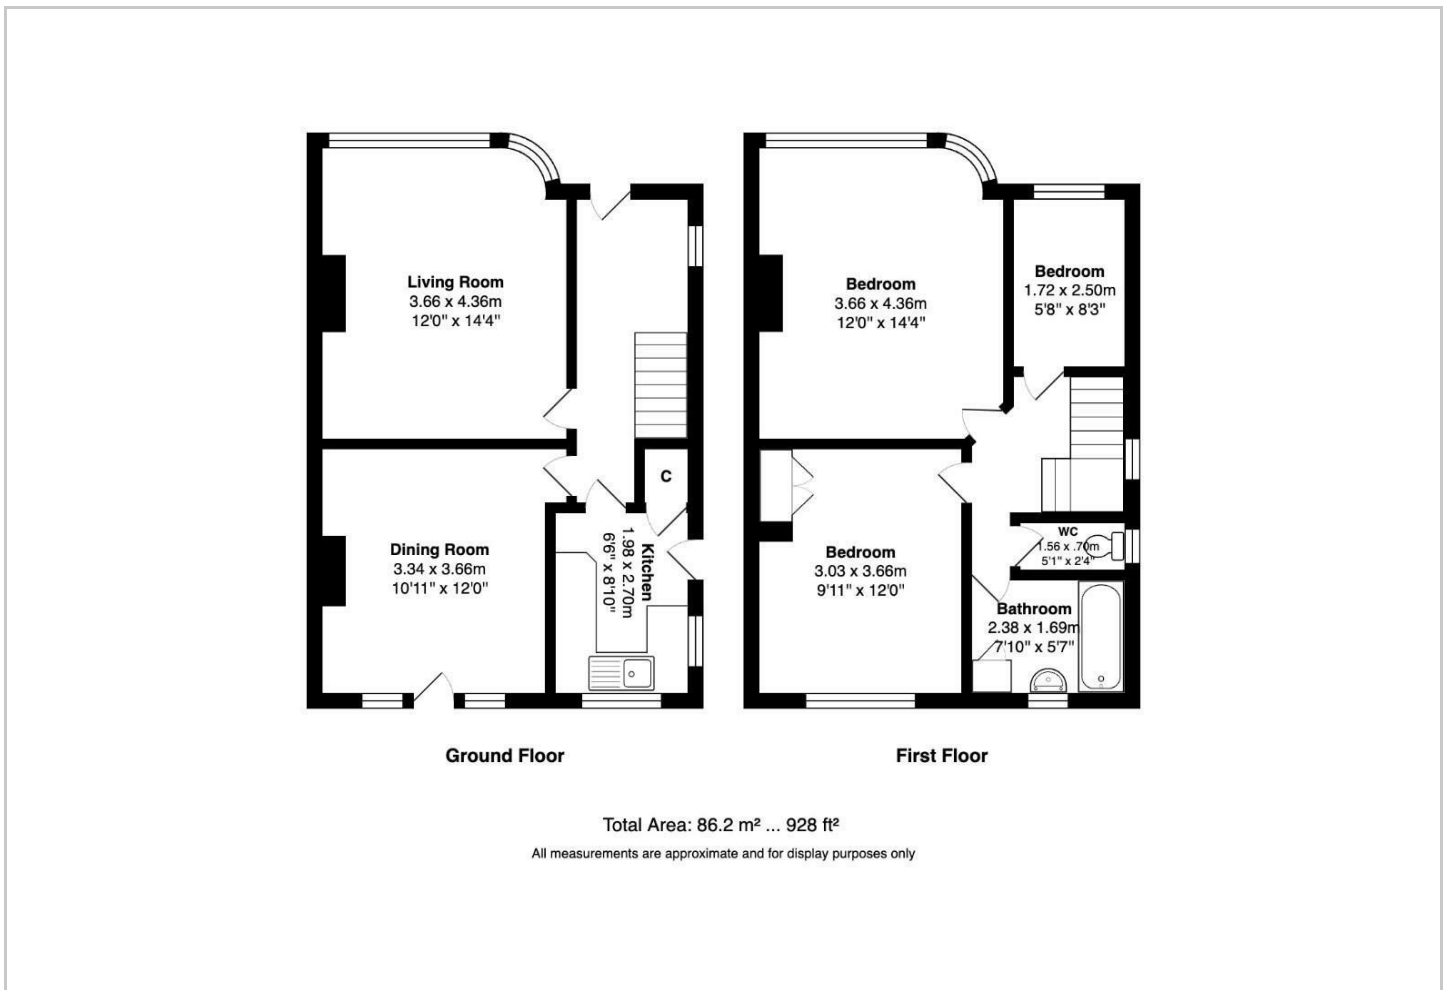 Living Room
3.66 x 4.36m
12'0" x 14'4"
Dining Room
3.34 x 3.66m
10'11" x 12'0"
C
Kitchen
1.98 x 2.70m
6'6" x 8'10"
Ground Floor
Bedroom
3.66 x 4.36m
12'0" x 14'4"
Bedroom
1.72 x 2.50m
5'8" x 8'3"
Bedroom
3.03 x 3.66m
9'11" x 12'0"
WC
1.56 x .70m
5'1" x 2'4"
Bathroom
2.38 x 1.69m
7'10" x 5'7"
First Floor
Total Area: 86.2 m² ... 928 ft²
All measurements are approximate and for display purposes only